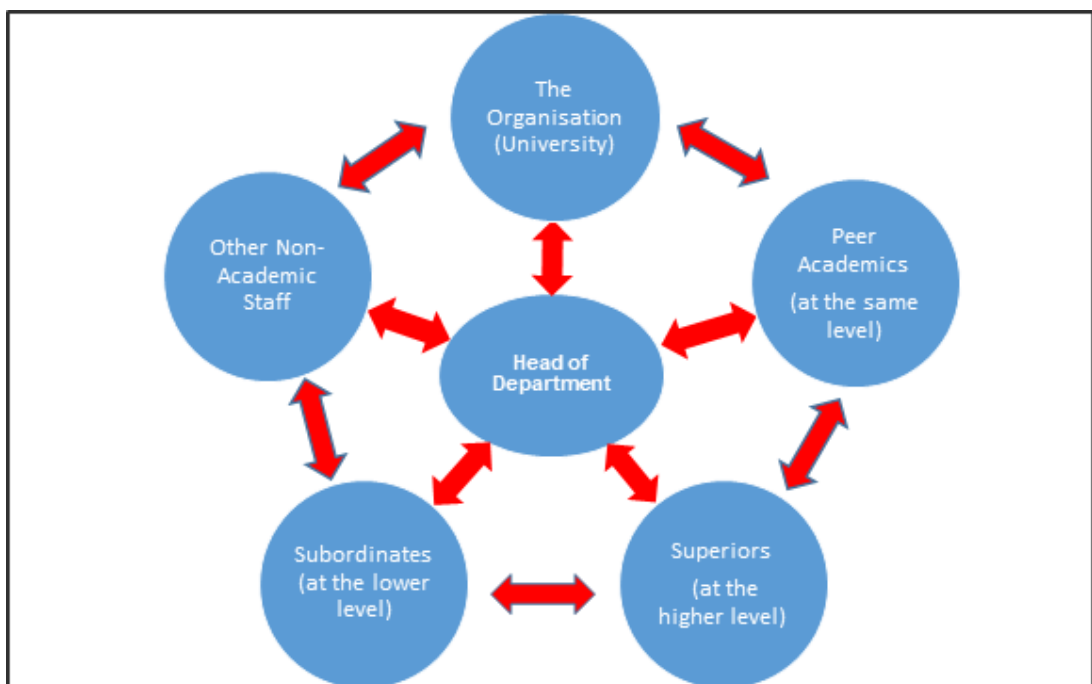 The
Organisation
(University)
Other Non-
Academic
Staff
Peer
Academics
(at the same
level)
Head of
Department
Subordinates
(at the lower
level)
Superiors
(at the
higher level)